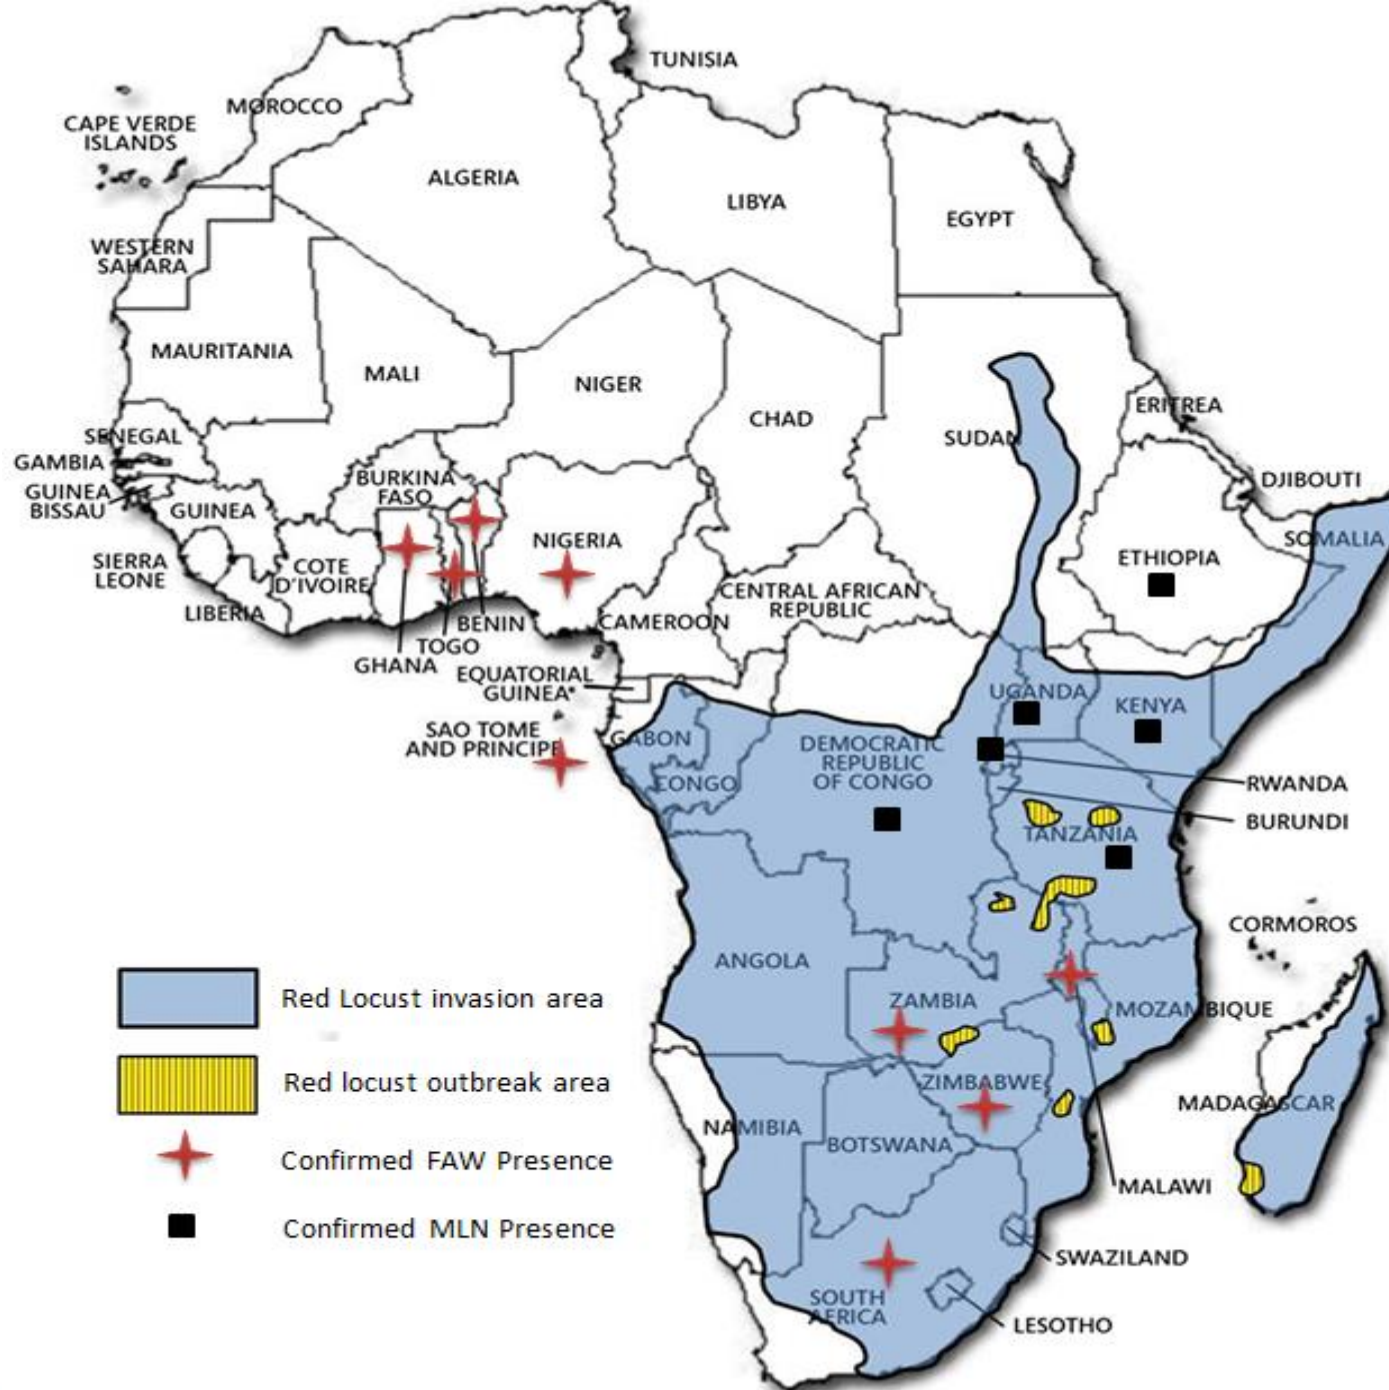 TUNISIA
MOROCCO
CAPE VERDE
ISLANDS
ALGERIA
LIBYA
EGYPT
WESTERN
SAHARA
MAURITANIA
MALI
NIGER
CHAD
SUDAN
ERITREA
SENEGAL
GAMBIA
GUINEA
BISSAU
GUINEA
BURKINA
FASO
DJIBOUTI
SIERRA
LEONE
COTE
D'IVOIRE
NIGERIA
ETHIOPIA
SOMALIA
LIBERIA
CENTRAL AFRICAN
REPUBLIC
BENIN
TOGO
GHANA
CAMEROON
EQUATORIAL
GUINEA
UGANDA
KENYA
SAO TOME
AND PRINCIPE
GABON
CONGO
DEMOCRATIC
REPUBLIC
OF CONGO
RWANDA
BURUNDI
TANZANIA
CORMOROS
ANGOLA
ZAMBIA
MOZAMBIQUE
ZIMBABWE
MADAGASCAR
NAMIBIA
BOTSWANA
MALAWI
SWAZILAND
SOUTH
AFRICA
LESOTHO
Red Locust invasion area
Red locust outbreak area
Confirmed FAW Presence
Confirmed MLN Presence